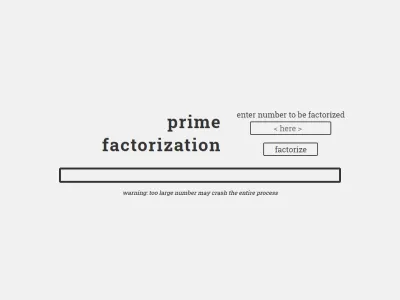 prime
factorization
enter number to be factorized
< here >
factorize
warning: too large number may crash the entire process